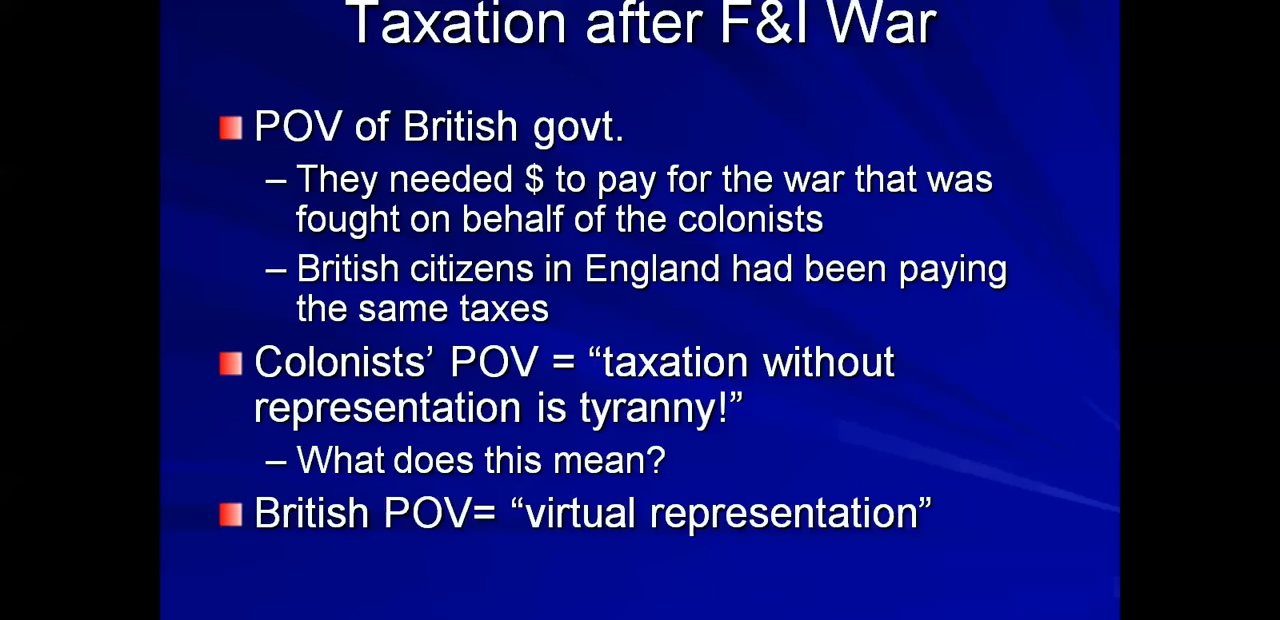 Taxation after F&I War
POV of British govt.
– They needed $ to pay for the war that was
fought on behalf of the colonists
– British citizens in England had been paying
the same taxes
Colonists’ POV = “taxation without
representation is tyranny!”
– What does this mean?
British POV= “virtual representation”